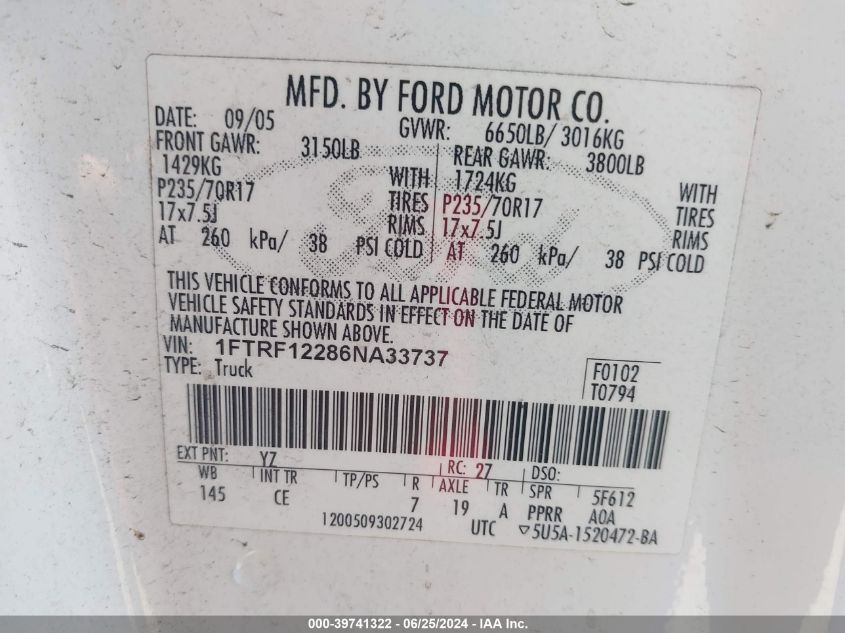 MFD. BY FORD MOTOR CO.
DATE: 09/05 GVWR: 6650LB/ 3016KG
FRONT GAWR: 3150LB REAR GAWR: 3800LB
1429KG WITH 1724KG WITH
P235/70R17 TIRES P235/70R17 TIRES
17x7.5J RIMS 17x7.5J RIMS
AT 260 kPa/ 38 PSI COLD AT 260 kPa/ 38 PSI COLD
THIS VEHICLE CONFORMS TO ALL APPLICABLE FEDERAL MOTOR
VEHICLE SAFETY STANDARDS IN EFFECT ON THE DATE OF
MANUFACTURE SHOWN ABOVE.
VIN: 1FTRF12286NA33737
TYPE: Truck
F0102
T0794
EXT PNT: YZ RC: 27 DSO:
WB INT TR TP/PS R AXLE TR SPR 5F612
145 CE 7 19 A PPRR AOA
1200509302724 UTC ▽5U5A-1520472-BA
000-39741322 - 06/25/2024 - IAA Inc.